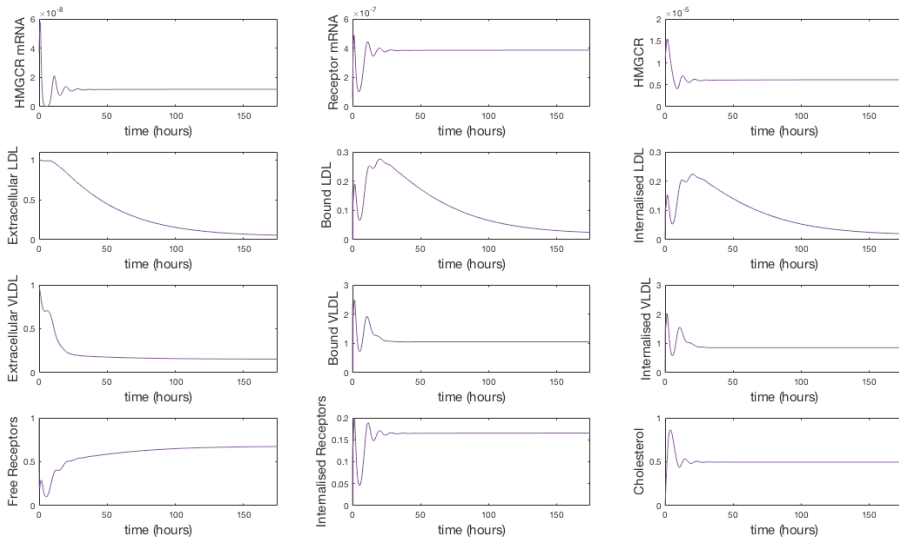 ×10⁻⁸ ×10⁻⁷ ×10⁻⁵
HMGCR mRNA 6 4 2 0
Receptor mRNA 6 4 2 0
HMGCR 2 1.5 1 0.5 0
0 50 100 150 0 50 100 150 0 50 100 150
time (hours) time (hours) time (hours)
Extracellular LDL 1 0.5 0
Bound LDL 0.3 0.2 0.1 0
Internalised LDL 0.3 0.2 0.1 0
0 50 100 150 0 50 100 150 0 50 100 150
time (hours) time (hours) time (hours)
Extracellular VLDL 1 0.5 0
Bound VLDL 3 2 1 0
Internalised VLDL 3 2 1 0
0 50 100 150 0 50 100 150 0 50 100 150
time (hours) time (hours) time (hours)
Free Receptors 1 0.5 0
Internalised Receptors 0.2 0.15 0.1 0.05 0
Cholesterol 1 0.5 0
0 50 100 150 0 50 100 150 0 50 100 150
time (hours) time (hours) time (hours)